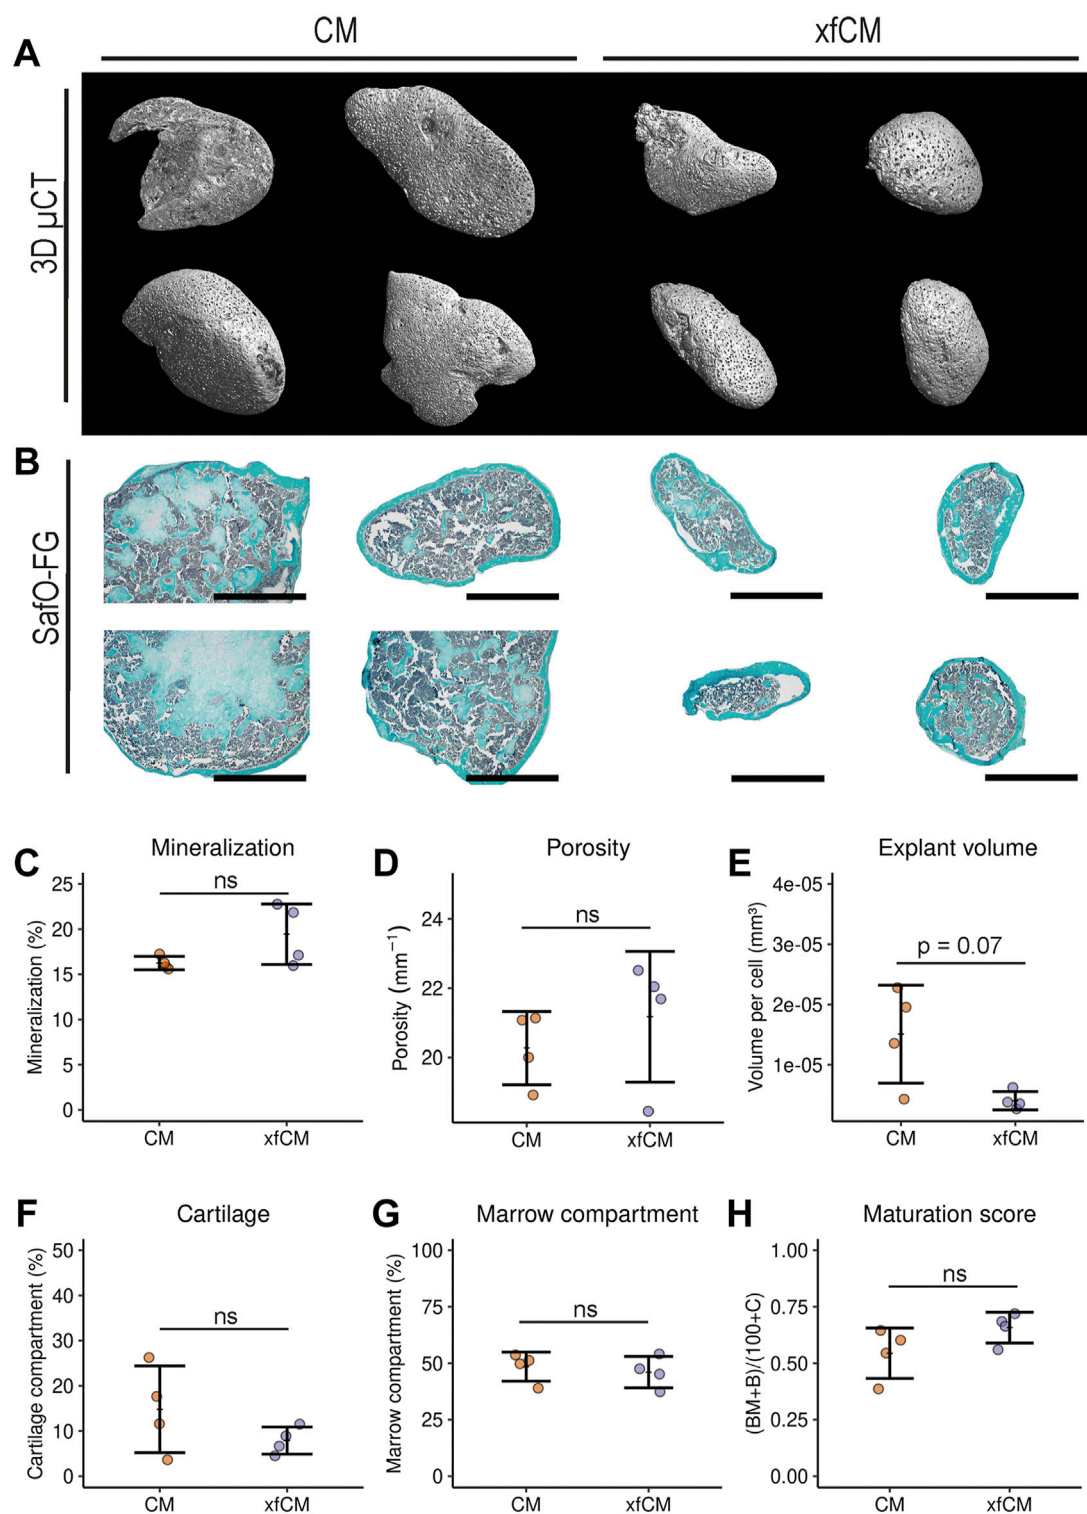 CM xfCM
A
3D µCT
B
SafO-FG
C Mineralization
Mineralization (%)
25
20
15
10
5
0
ns
CM xfCM
D Porosity
Porosity (mm⁻¹)
24
22
20
ns
CM xfCM
E Explant volume
Volume per cell (mm³)
4e-05
3e-05
2e-05
1e-05
p = 0.07
CM xfCM
F Cartilage
Cartilage compartment (%)
50
40
30
20
10
0
ns
CM xfCM
G Marrow compartment
Marrow compartment (%)
100
75
50
25
0
ns
CM xfCM
H Maturation score
(BM+B)/(100+C)
1.00
0.75
0.50
0.25
0.00
ns
CM xfCM